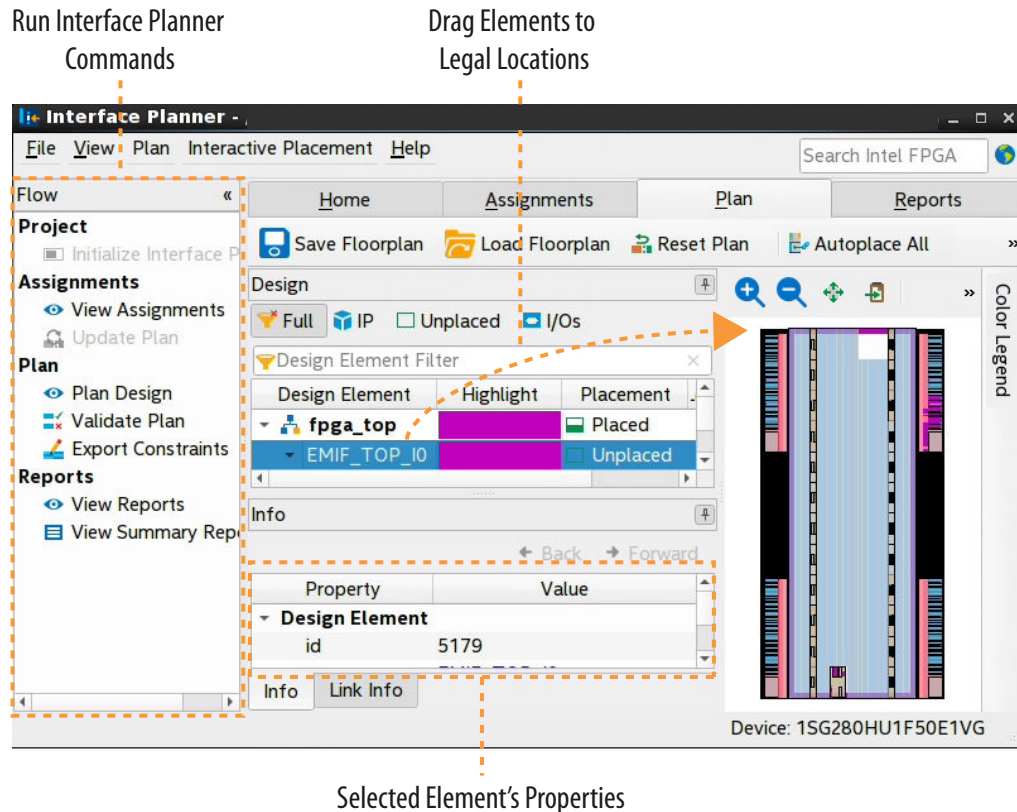 Run Interface Planner
Commands
Drag Elements to
Legal Locations
Interface Planner -
File View Plan Interactive Placement Help
Search Intel FPGA
Flow «
Home Assignments Plan Reports
Project
Initialize Interface P
Save Floorplan Load Floorplan Reset Plan Autoplace All »
Assignments
View Assignments
Update Plan
Plan
Plan Design
Validate Plan
Export Constraints
Reports
View Reports
View Summary Rep
Design
Full IP Unplaced I/Os
Design Element Filter
Design Element Highlight Placement
fpga_top Placed
EMIF_TOP_I0 Unplaced
Info
Back Forward
Property Value
Design Element
id 5179
Info Link Info
»
Color Legend
Device: 1SG280HU1F50E1VG
Selected Element's Properties